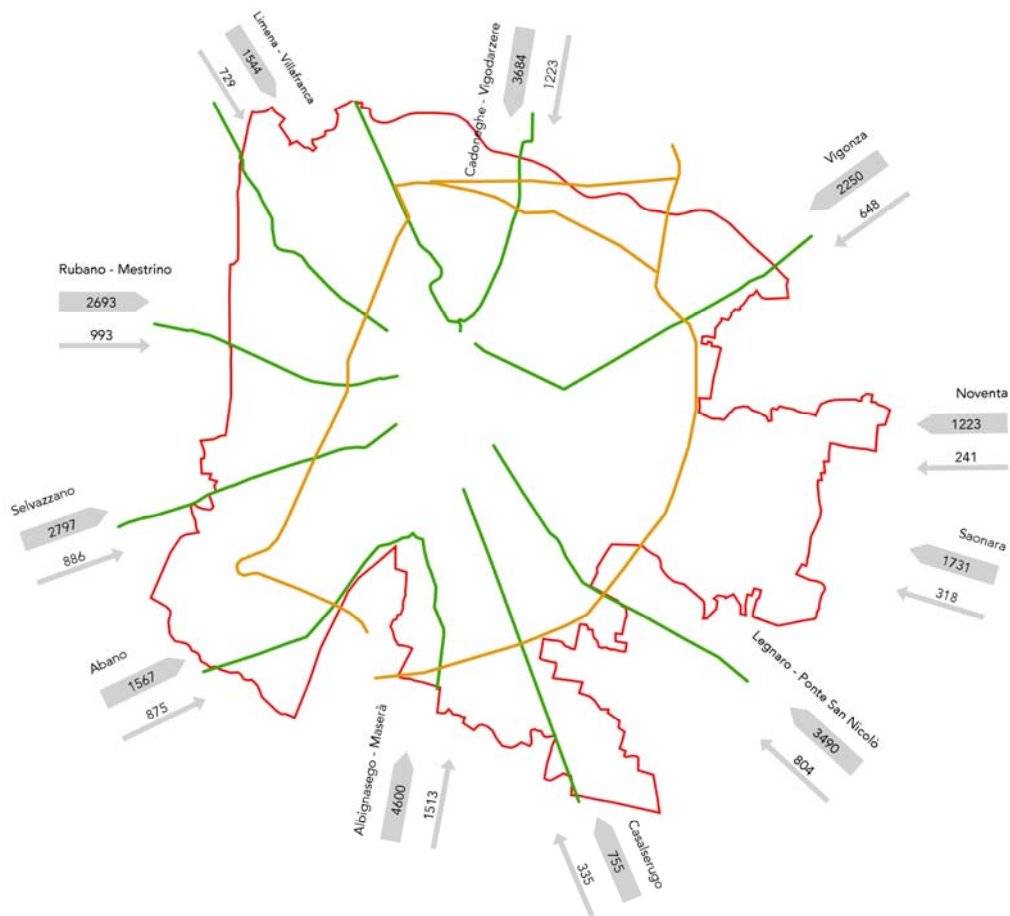 Limena - Villafranca
1544
729
Cadoneghe - Vigodarzere
3684
1223
Vigonza
2250
648
Rubano - Mestrino
2693
993
Noventa
1223
241
Selvazzano
2797
886
Saonara
1731
318
Abano
1567
875
Legnaro - Ponte San Nicolò
3490
804
Albignasego - Maserà
4600
1513
Casalserugo
755
335